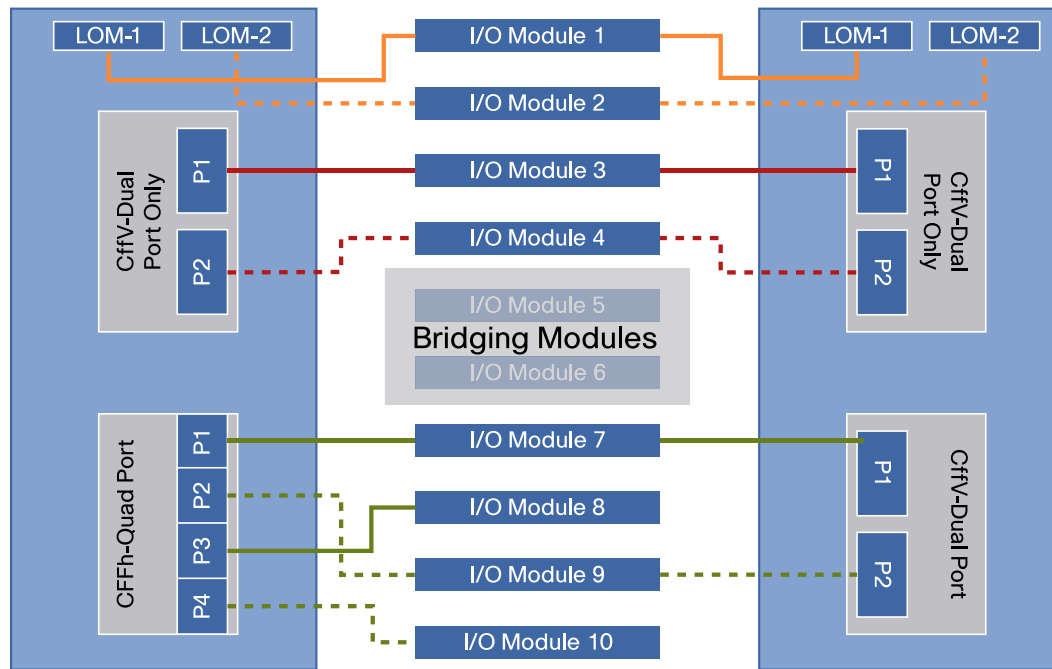 LOM-1
LOM-2
I/O Module 1
LOM-1
LOM-2
I/O Module 2
CffV-Dual
Port Only
P1
P2
I/O Module 3
I/O Module 4
P1
P2
CffV-Dual
Port Only
I/O Module 5
Bridging Modules
I/O Module 6
CFFh-Quad Port
P1
P2
P3
P4
I/O Module 7
I/O Module 8
I/O Module 9
I/O Module 10
P1
P2
CffV-Dual Port